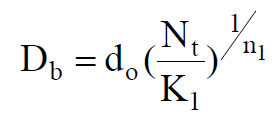 D_b = d_o(N_t/K_1)^{1/n_1}